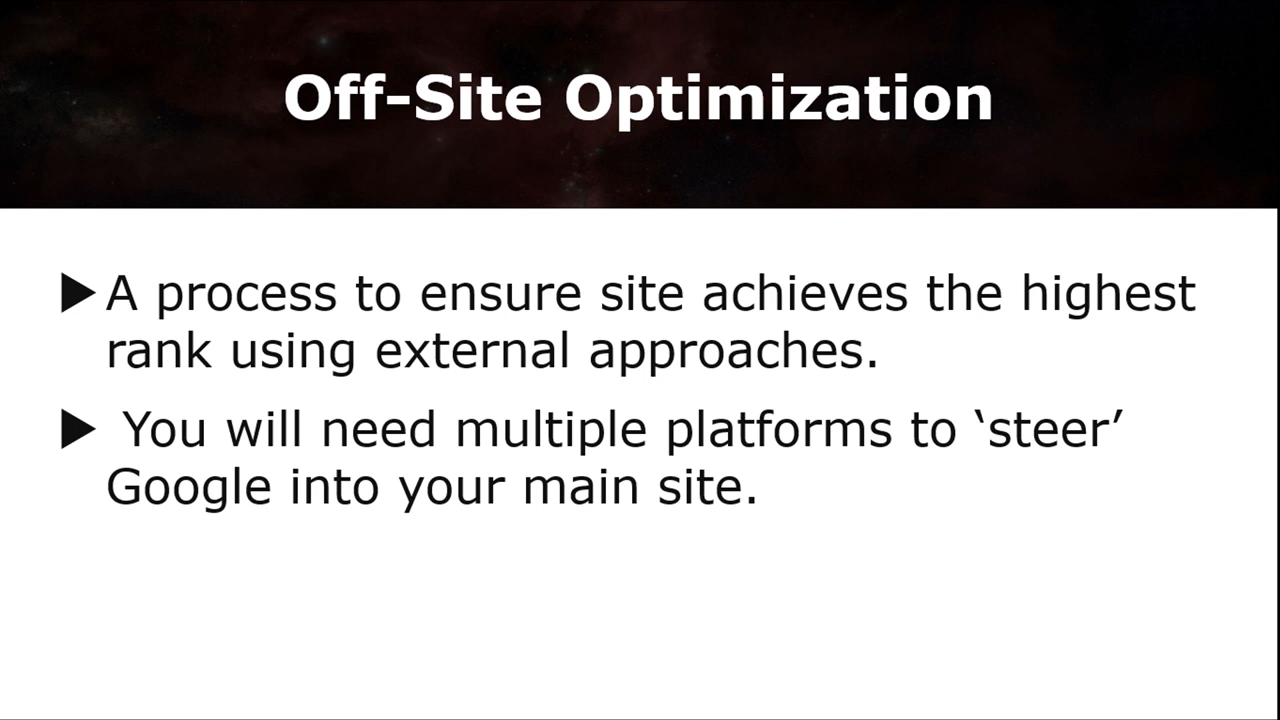 Off-Site Optimization
▶ A process to ensure site achieves the highest
rank using external approaches.
▶ You will need multiple platforms to ‘steer’
Google into your main site.